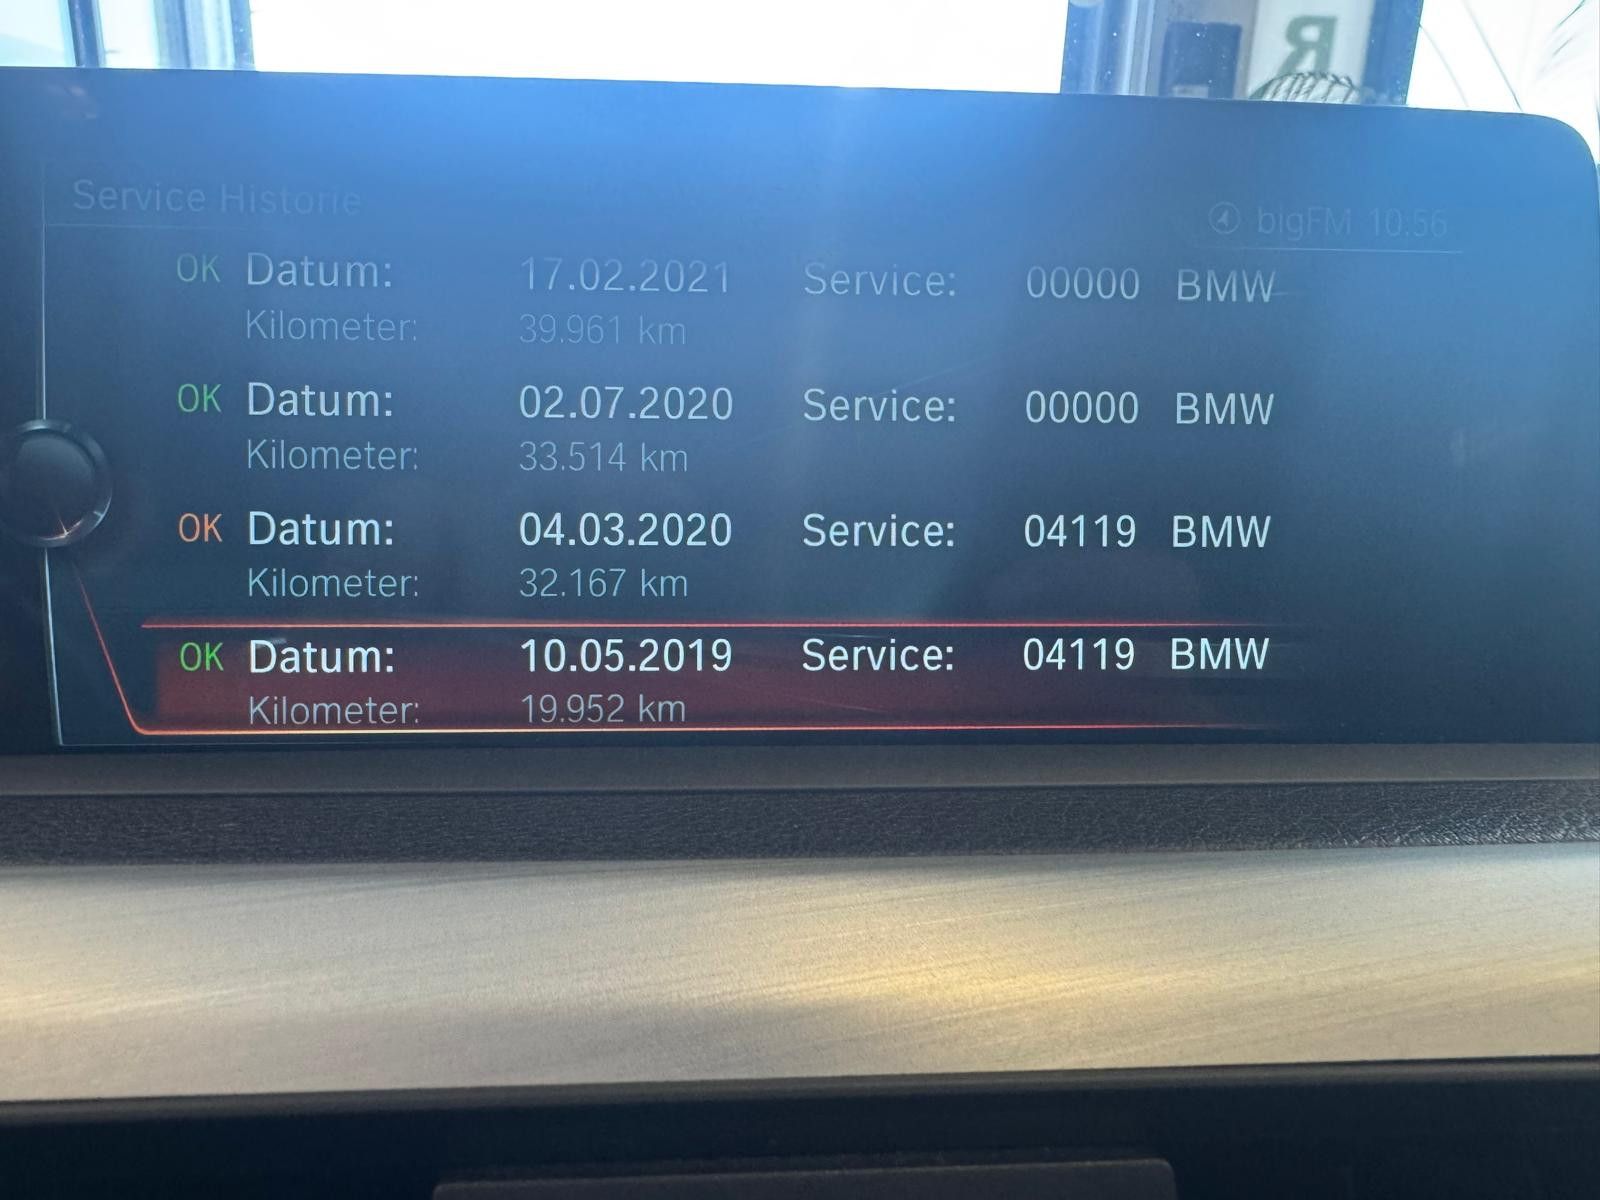 R
Service Historie
bigFM 10:56
OK Datum: 17.02.2021 Service: 00000 BMW
Kilometer: 39.961 km
OK Datum: 02.07.2020 Service: 00000 BMW
Kilometer: 33.514 km
OK Datum: 04.03.2020 Service: 04119 BMW
Kilometer: 32.167 km
OK Datum: 10.05.2019 Service: 04119 BMW
Kilometer: 19.952 km